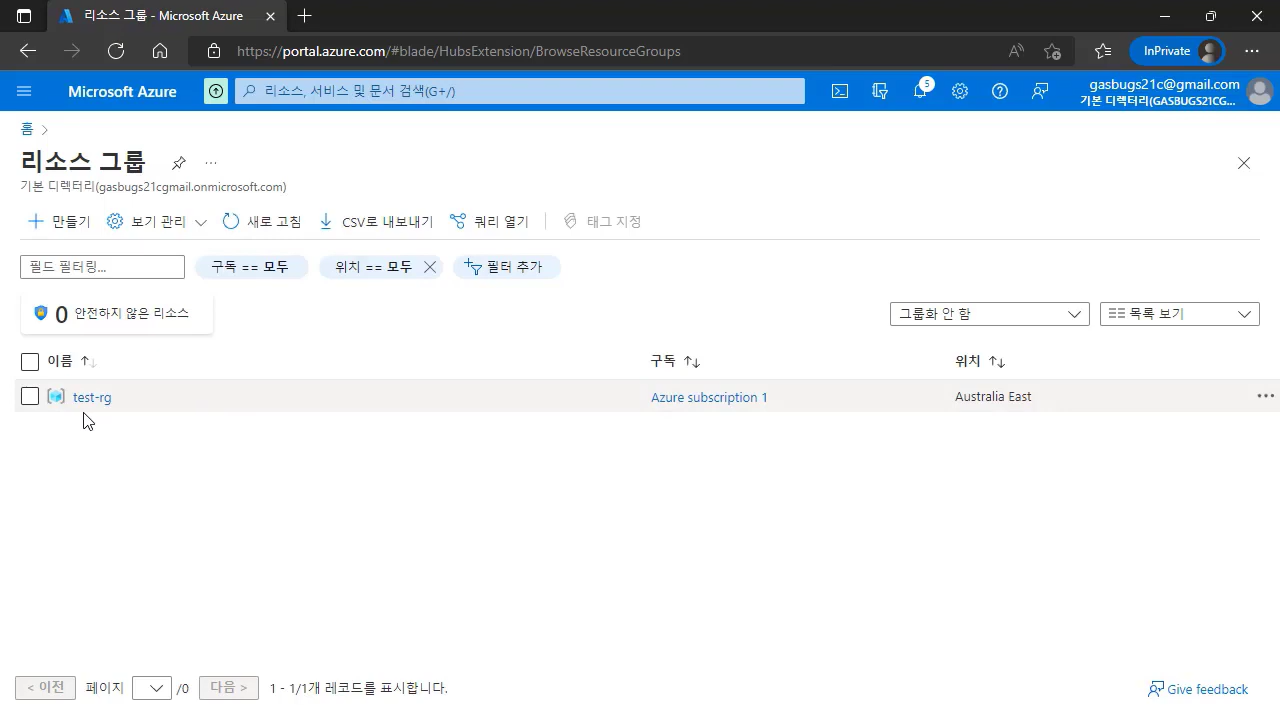 리소스 그룹 - Microsoft Azure
https://portal.azure.com/#blade/HubsExtension/BrowseResourceGroups
InPrivate
Microsoft Azure
리소스, 서비스 및 문서 검색(G+/)
5
gasbugs21c@gmail.com
기본 디렉터리(GASBUGS21CG...
홈
리소스 그룹
기본 디렉터리(gasbugs21cgmail.onmicrosoft.com)
만들기
보기 관리
새로 고침
CSV로 내보내기
쿼리 열기
태그 지정
필드 필터링...
구독 == 모두
위치 == 모두
필터 추가
0 안전하지 않은 리소스
그룹화 안 함
목록 보기
이름
구독
위치
test-rg
Azure subscription 1
Australia East
< 이전
페이지
/0
다음 >
1 - 1/1개 레코드를 표시합니다.
Give feedback